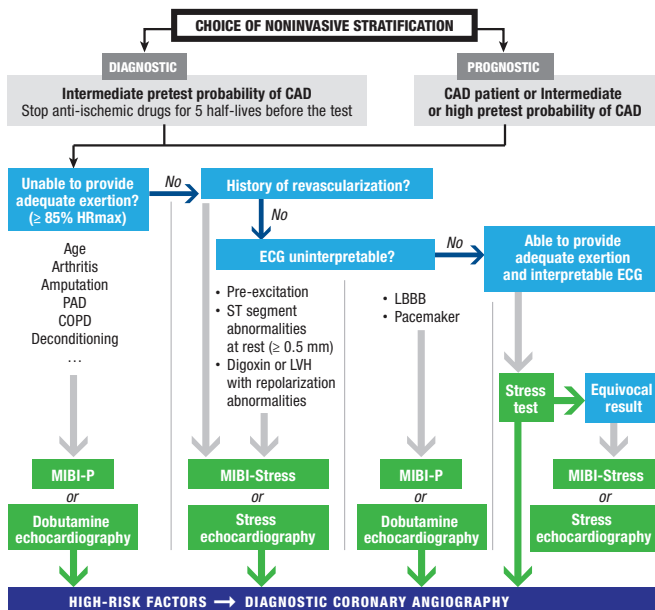 CHOICE OF NONINVASIVE STRATIFICATION
DIAGNOSTIC
Intermediate pretest probability of CAD
Stop anti-ischemic drugs for 5 half-lives before the test
PROGNOSTIC
CAD patient or Intermediate
or high pretest probability of CAD
Unable to provide
adequate exertion?
(≥ 85% HRmax)
No
History of revascularization?
No
ECG uninterpretable?
No
Able to provide
adequate exertion
and interpretable ECG
Age
Arthritis
Amputation
PAD
COPD
Deconditioning
...
• Pre-excitation
• ST segment
abnormalities
at rest (≥ 0.5 mm)
• Digoxin or LVH
with repolarization
abnormalities
• LBBB
• Pacemaker
Stress
test
Equivocal
result
MIBI-P
or
Dobutamine
echocardiography
MIBI-Stress
or
Stress
echocardiography
MIBI-P
or
Dobutamine
echocardiography
MIBI-Stress
or
Stress
echocardiography
HIGH-RISK FACTORS → DIAGNOSTIC CORONARY ANGIOGRAPHY